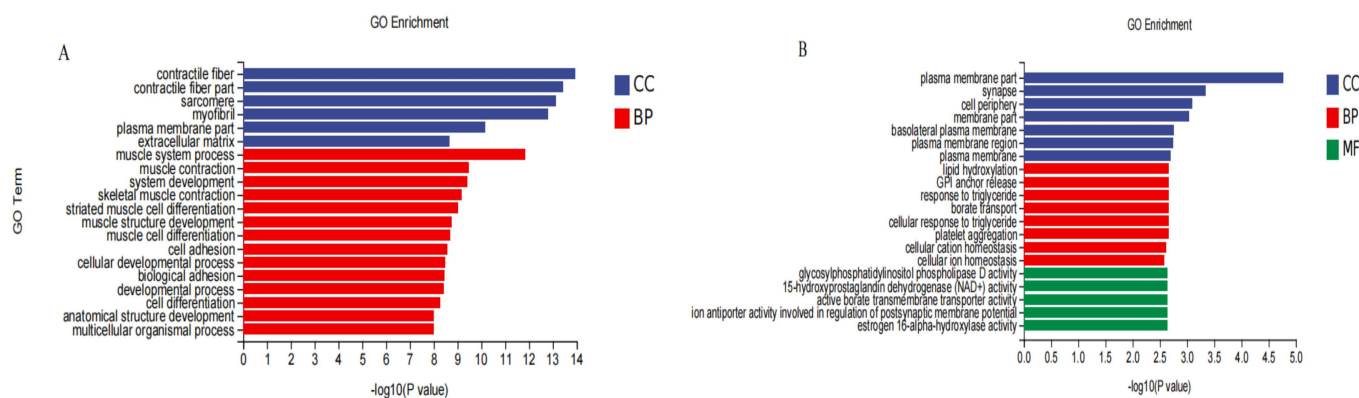 GO Enrichment
A
contractile fiber
contractile fiber part
sarcomere
myofibril
plasma membrane part
extracellular matrix
muscle system process
muscle contraction
system development
skeletal muscle contraction
striated muscle cell differentiation
muscle structure development
muscle cell differentiation
cell adhesion
cellular developmental process
biological adhesion
developmental process
cell differentiation
anatomical structure development
multicellular organismal process
GO Term
0 1 2 3 4 5 6 7 8 9 10 11 12 13 14
-log10(P value)
CC
BP
GO Enrichment
B
plasma membrane part
synapse
cell periphery
membrane part
basolateral plasma membrane
plasma membrane region
plasma membrane
lipid hydroxylation
GPI anchor release
response to triglyceride
borate transport
cellular response to triglyceride
platelet aggregation
cellular cation homeostasis
cellular ion homeostasis
glycosylphosphatidylinositol phospholipase D activity
15-hydroxyprostaglandin dehydrogenase (NAD+) activity
active borate transmembrane transporter activity
ion antiporter activity involved in regulation of postsynaptic membrane potential
estrogen 16-alpha-hydroxylase activity
0.0 0.5 1.0 1.5 2.0 2.5 3.0 3.5 4.0 4.5 5.0
-log10(P value)
CC
BP
MF